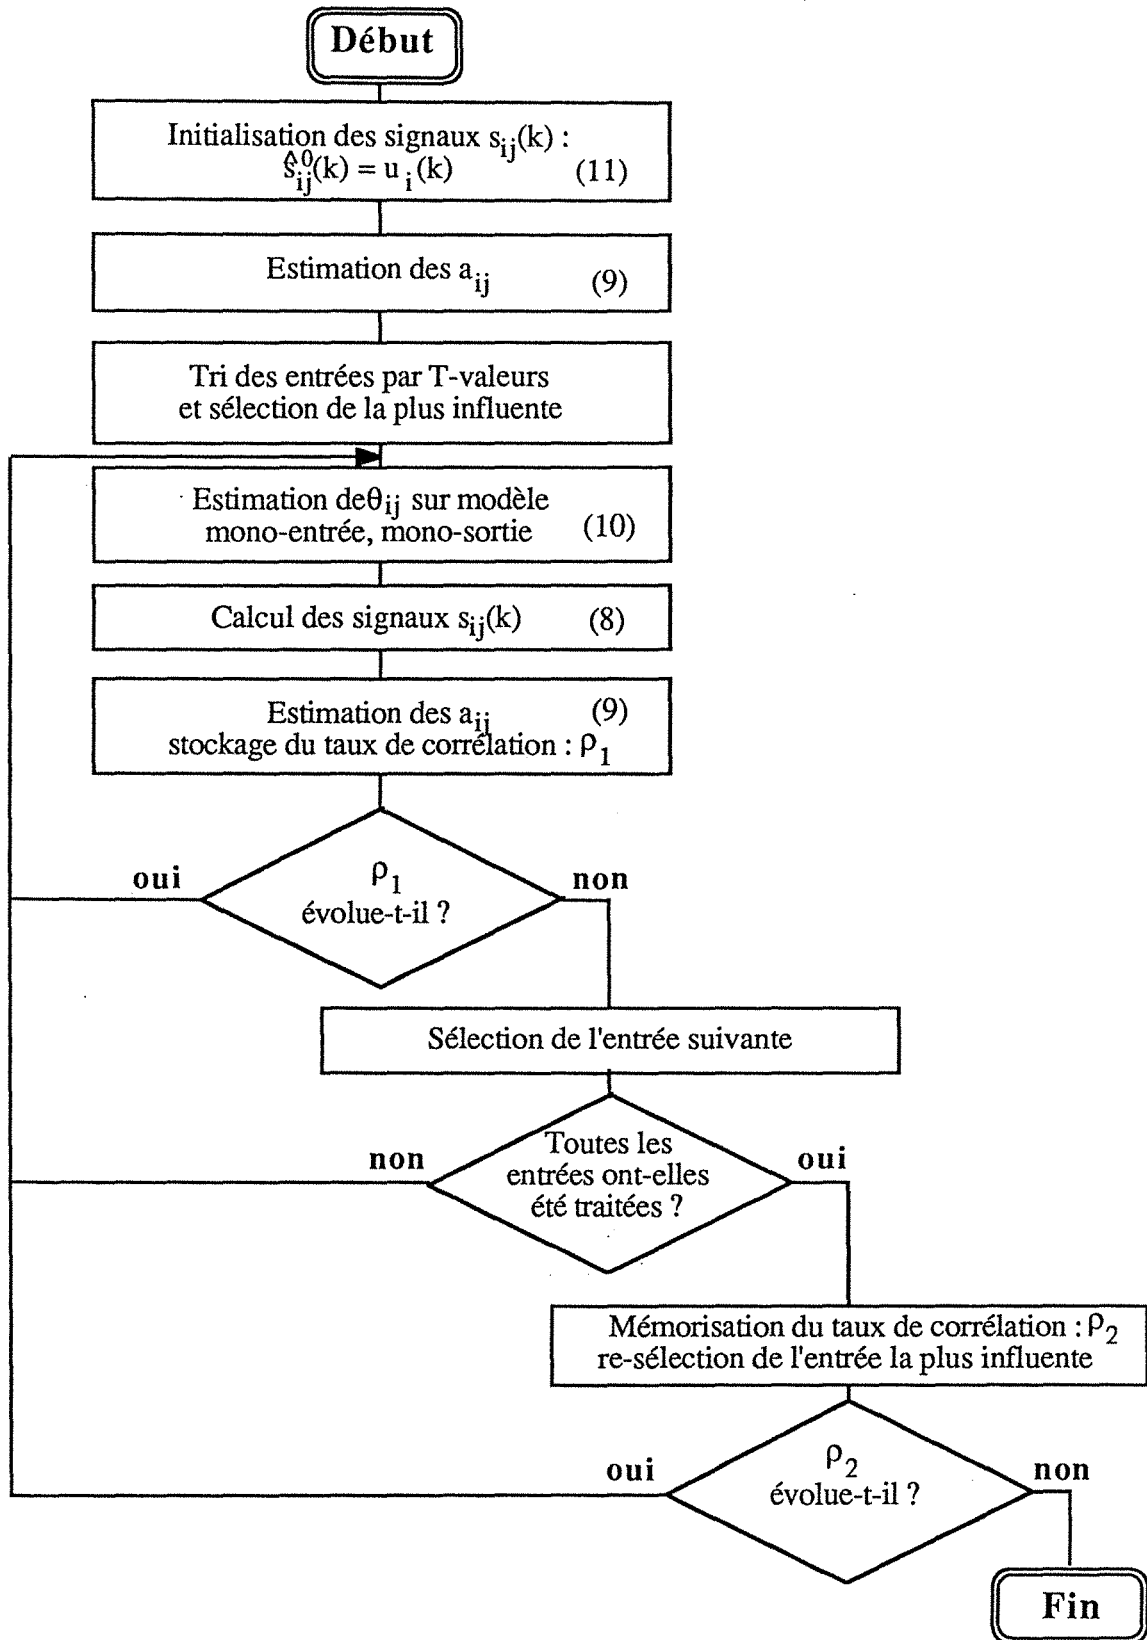 Début
Initialisation des signaux s_ij(k) :
ŝ⁰_ij(k) = u_i(k) (11)
Estimation des a_ij (9)
Tri des entrées par T-valeurs
et sélection de la plus influente
Estimation deθ_ij sur modèle
mono-entrée, mono-sortie (10)
Calcul des signaux s_ij(k) (8)
Estimation des a_ij (9)
stockage du taux de corrélation : ρ_1
oui
ρ_1
non
évolue-t-il ?
Sélection de l'entrée suivante
non
Toutes les
oui
entrées ont-elles
été traitées ?
Mémorisation du taux de corrélation : ρ_2
re-sélection de l'entrée la plus influente
oui
ρ_2
non
évolue-t-il ?
Fin